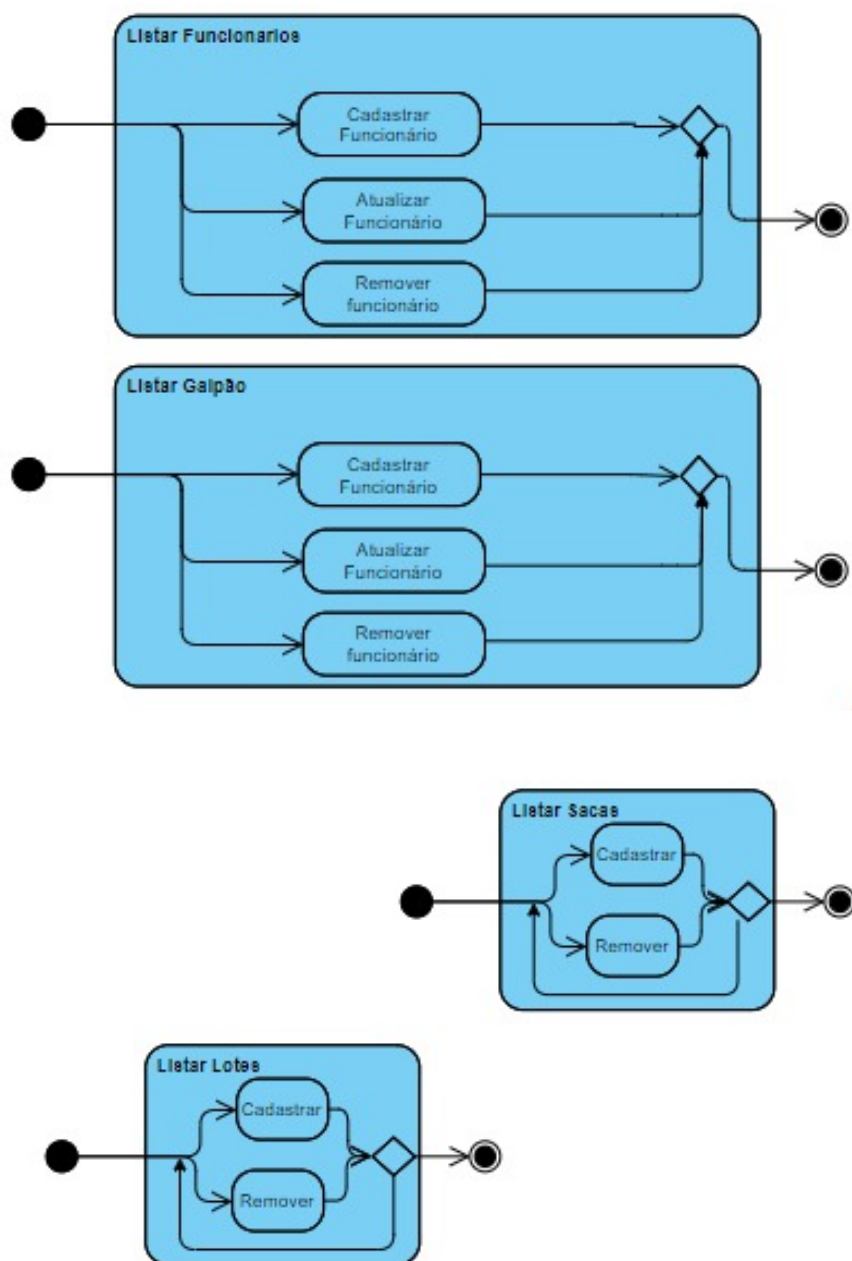 Listar Funcionarios
Cadastrar
Funcionário
Atualizar
Funcionário
Remover
funcionário
Listar Galpão
Cadastrar
Funcionário
Atualizar
Funcionário
Remover
funcionário
Listar Sacas
Cadastrar
Remover
Listar Lotes
Cadastrar
Remover